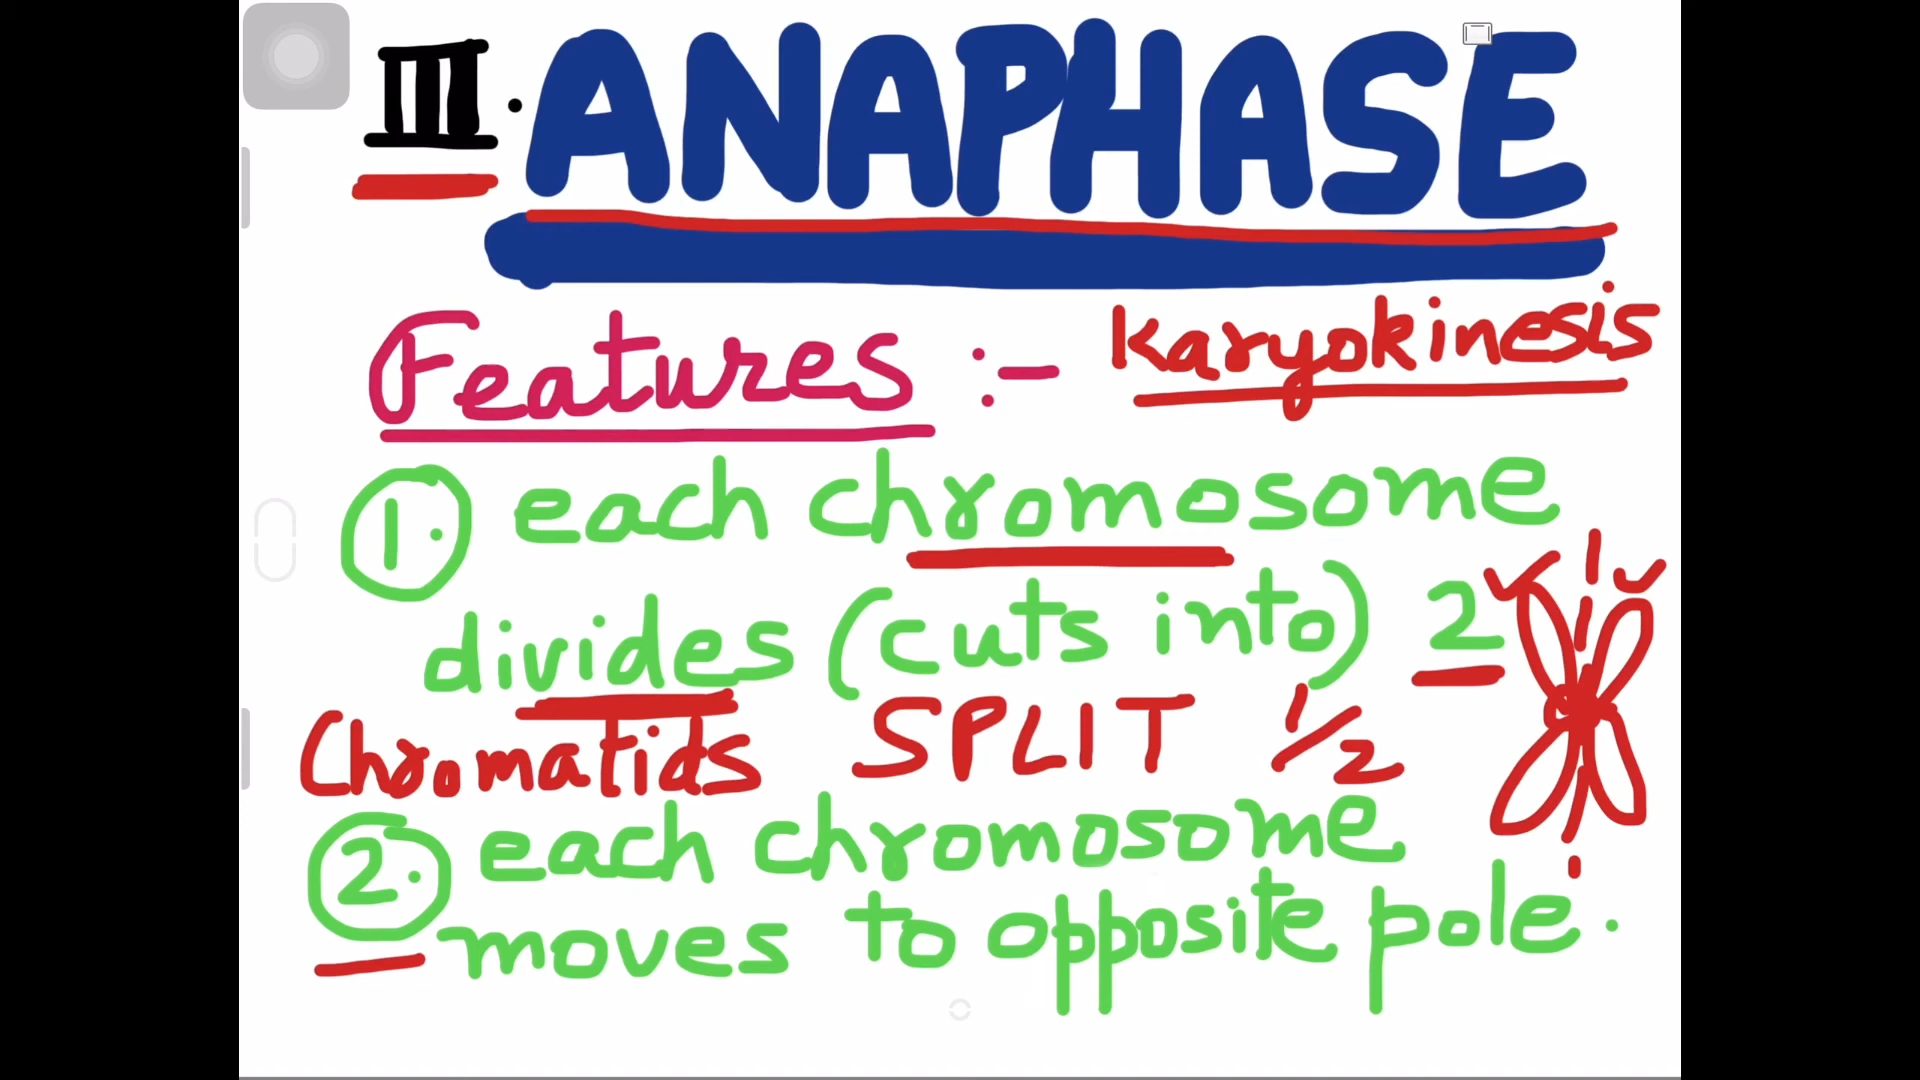 III. ANAPHASE
Features :- Karyokinesis
1. each chromosome
divides (cuts into) 2
Chromatids SPLIT 1/2
2. each chromosome
moves to opposite pole.